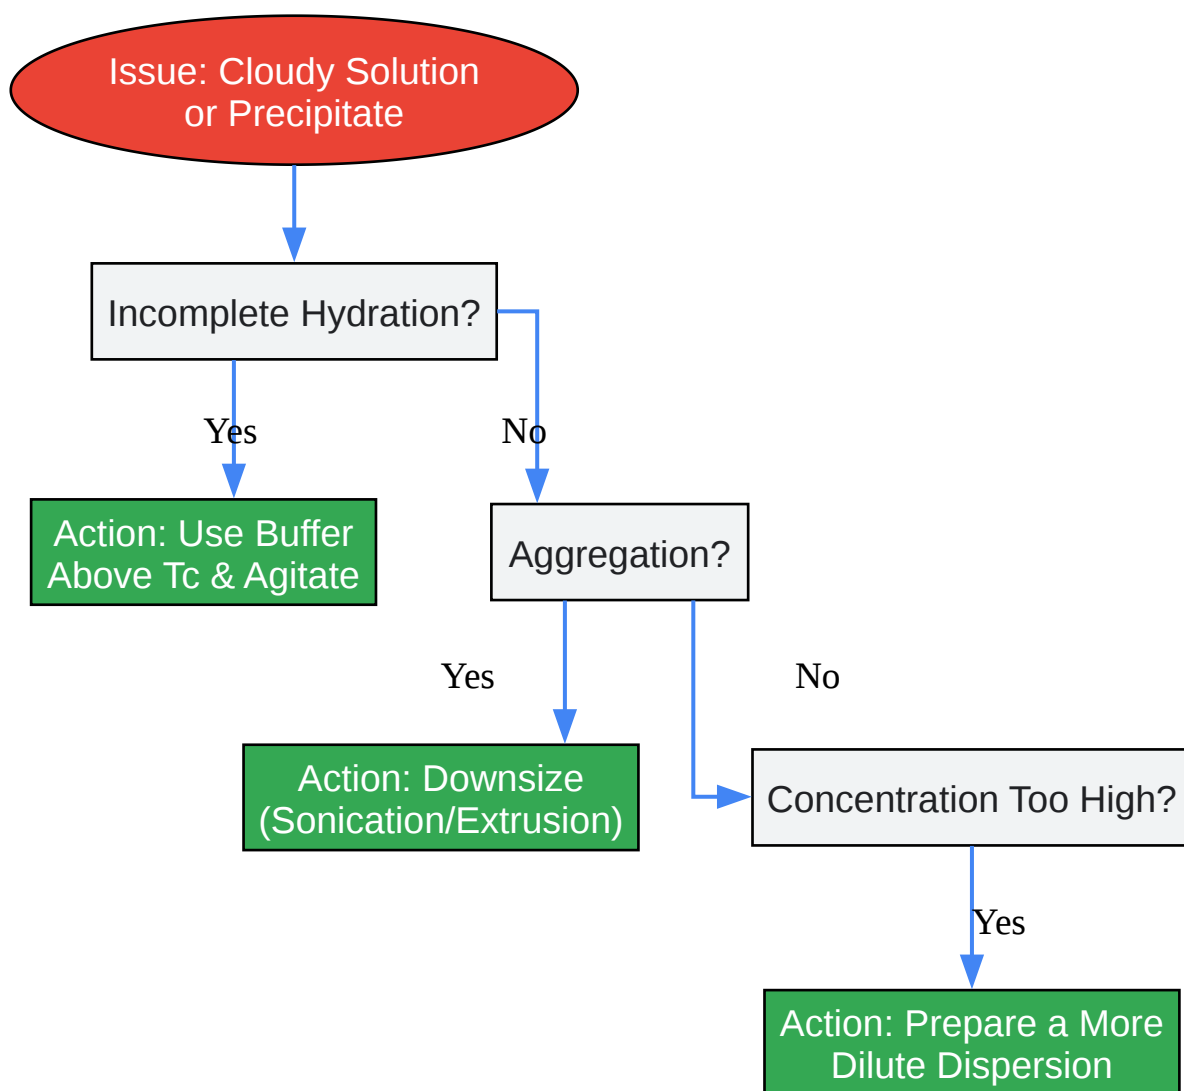 Issue: Cloudy Solution
or Precipitate
Incomplete Hydration?
Yes
No
Action: Use Buffer
Above Tc & Agitate
Aggregation?
Yes
No
Action: Downsize
(Sonication/Extrusion)
Concentration Too High?
Yes
Action: Prepare a More
Dilute Dispersion